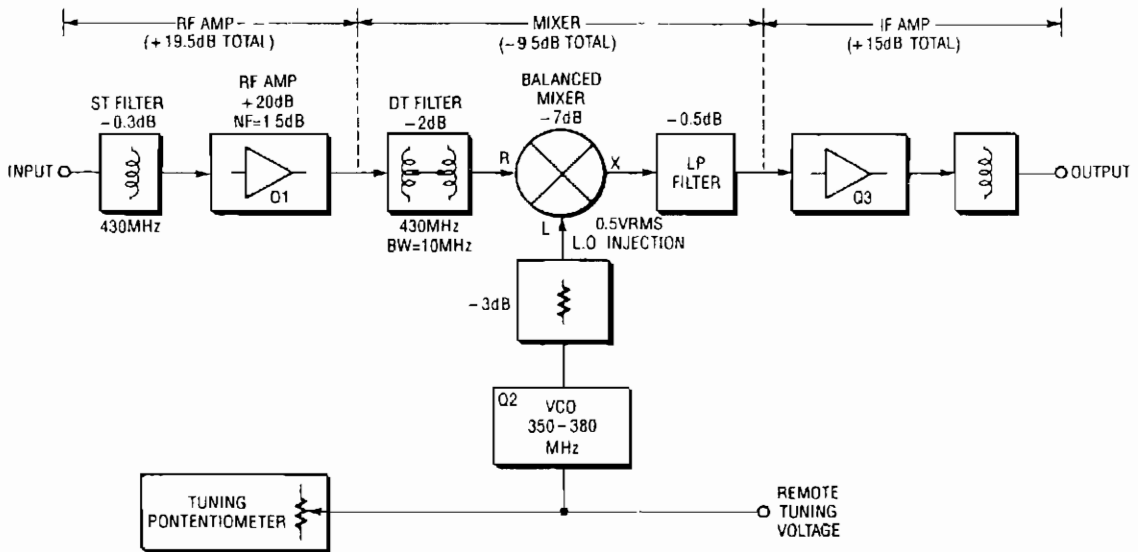 RF AMP
(+19.5dB TOTAL)
MIXER
(-9.5dB TOTAL)
IF AMP
(+15dB TOTAL)
ST FILTER
-0.3dB
RF AMP
+20dB
NF=1.5dB
DT FILTER
-2dB
BALANCED
MIXER
-7dB
-0.5dB
INPUT
Q1
R
X
LP
FILTER
Q3
OUTPUT
430MHz
430MHz
BW=10MHz
L
0.5VRMS
L.O INJECTION
-3dB
Q2
VCO
350-380
MHz
TUNING
PONTENTIOMETER
REMOTE
TUNING
VOLTAGE